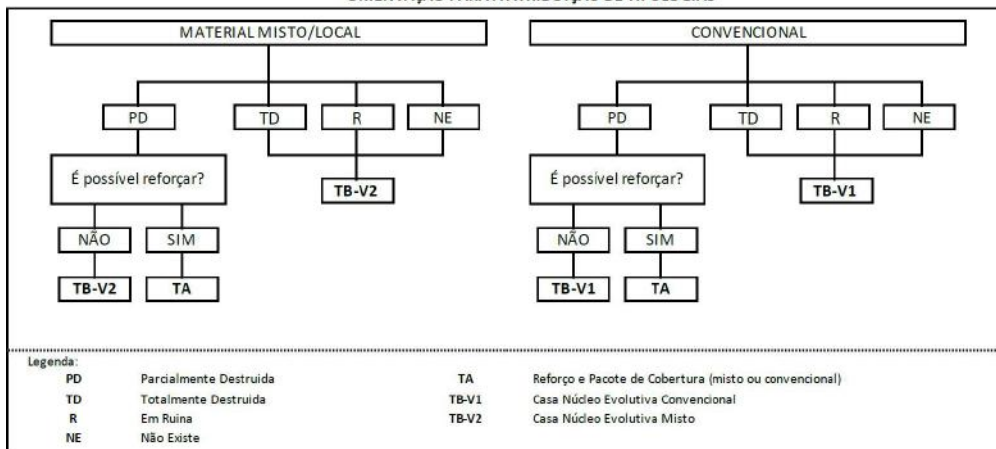 MATERIAL MISTO/LOCAL
PD
TD
R
NE
É possível reforçar?
TB-V2
NÃO
SIM
TB-V2
TA
CONVENCIONAL
PD
TD
R
NE
É possível reforçar?
TB-V1
NÃO
SIM
TB-V1
TA
Legenda:
PD Parcialmente Destruida
TD Totalmente Destruida
R Em Ruina
NE Não Existe
TA Reforço e Pacote de Cobertura (misto ou convencional)
TB-V1 Casa Núcleo Evolutiva Convencional
TB-V2 Casa Núcleo Evolutiva Misto